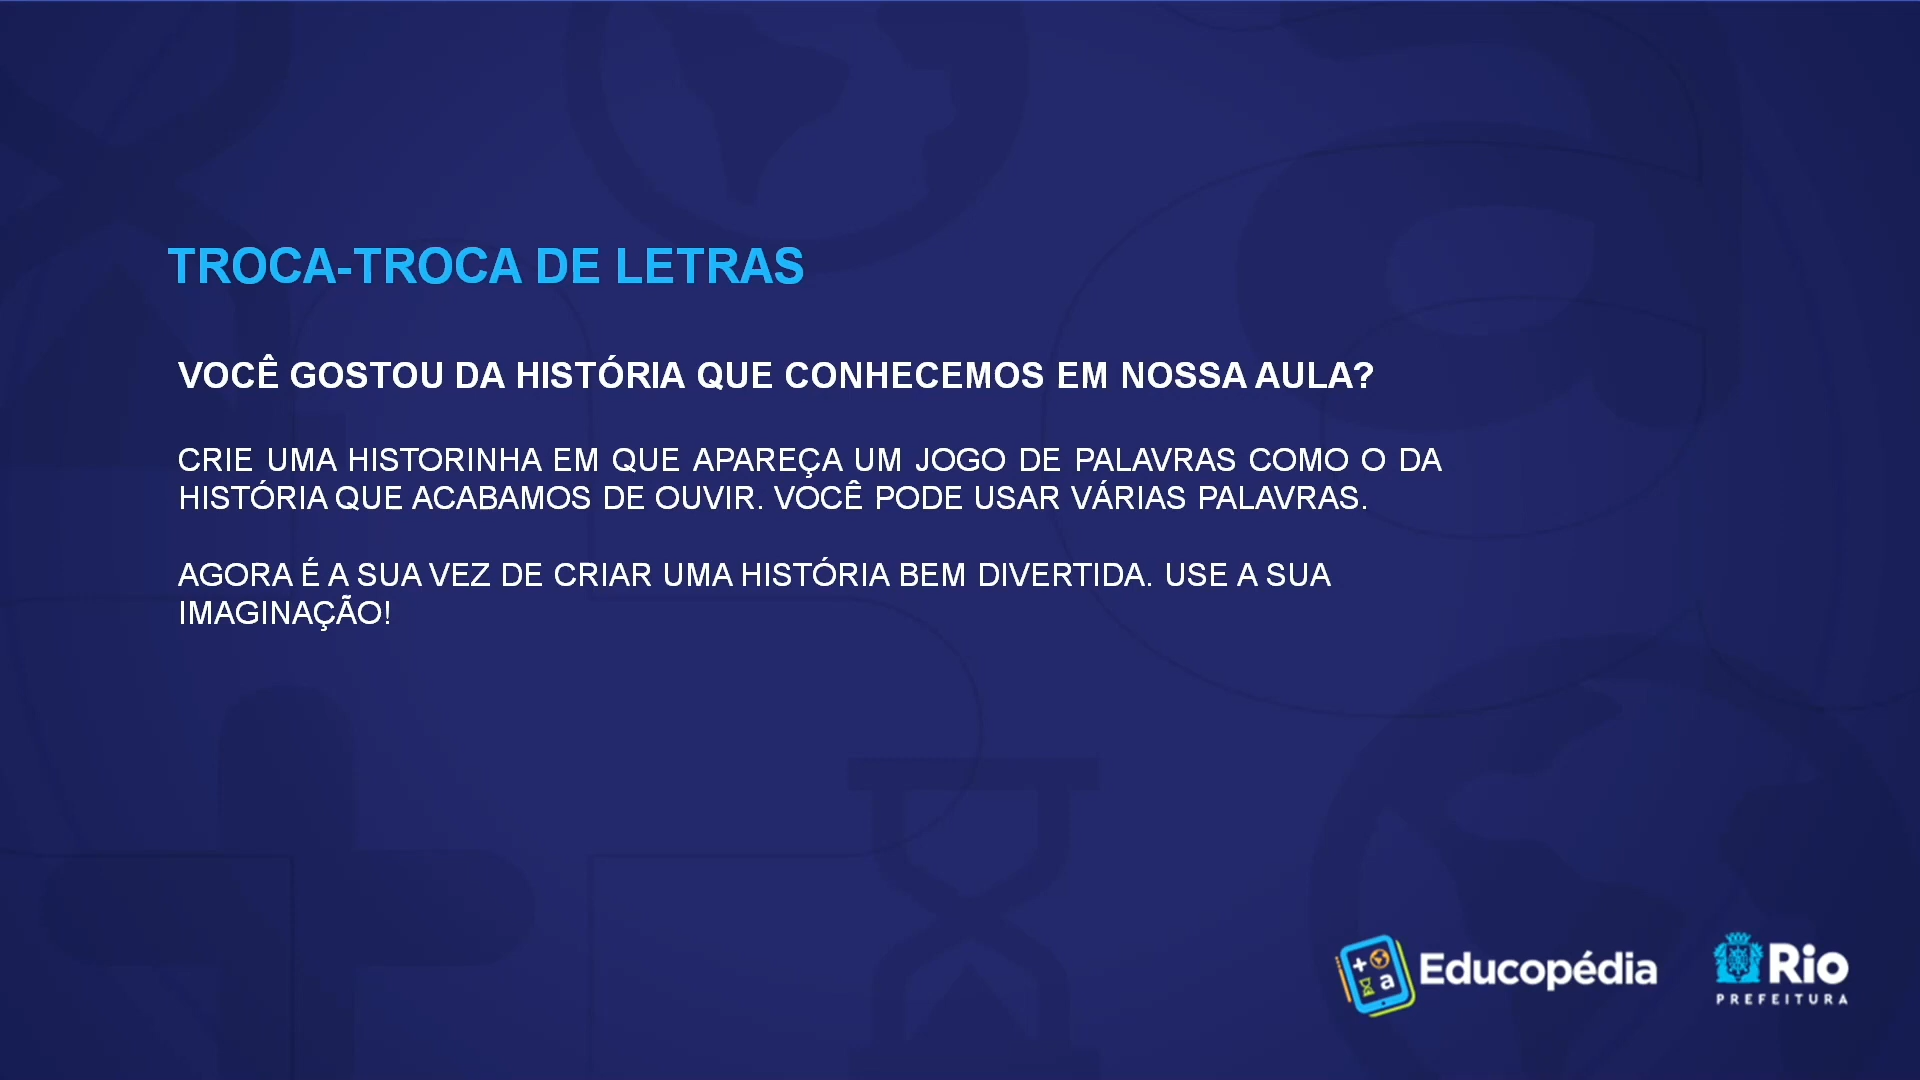 TROCA-TROCA DE LETRAS
VOCÊ GOSTOU DA HISTÓRIA QUE CONHECEMOS EM NOSSA AULA?
CRIE UMA HISTORINHA EM QUE APAREÇA UM JOGO DE PALAVRAS COMO O DA
HISTÓRIA QUE ACABAMOS DE OUVIR. VOCÊ PODE USAR VÁRIAS PALAVRAS.
AGORA É A SUA VEZ DE CRIAR UMA HISTÓRIA BEM DIVERTIDA. USE A SUA
IMAGINAÇÃO!
a Educopédia
Rio
PREFEITURA